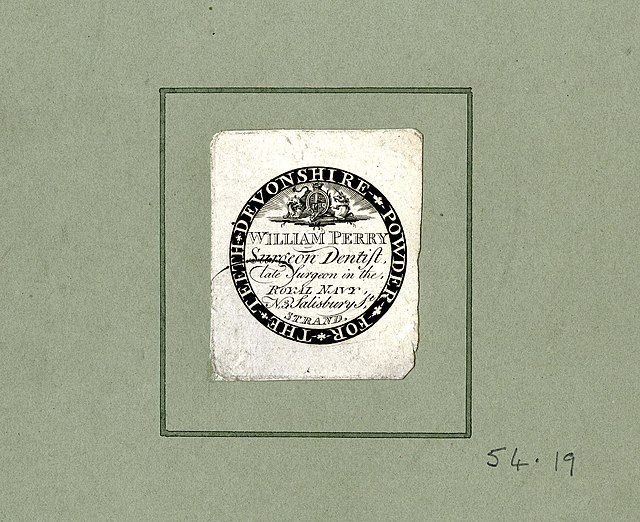 DEVONSHIRE * POWDER * FOR * THE * TEETH *
WILLIAM PERRY
Surgeon Dentist,
late Surgeon in the
ROYAL NAVY,
N.3 Salisbury St.
STRAND.
54.19